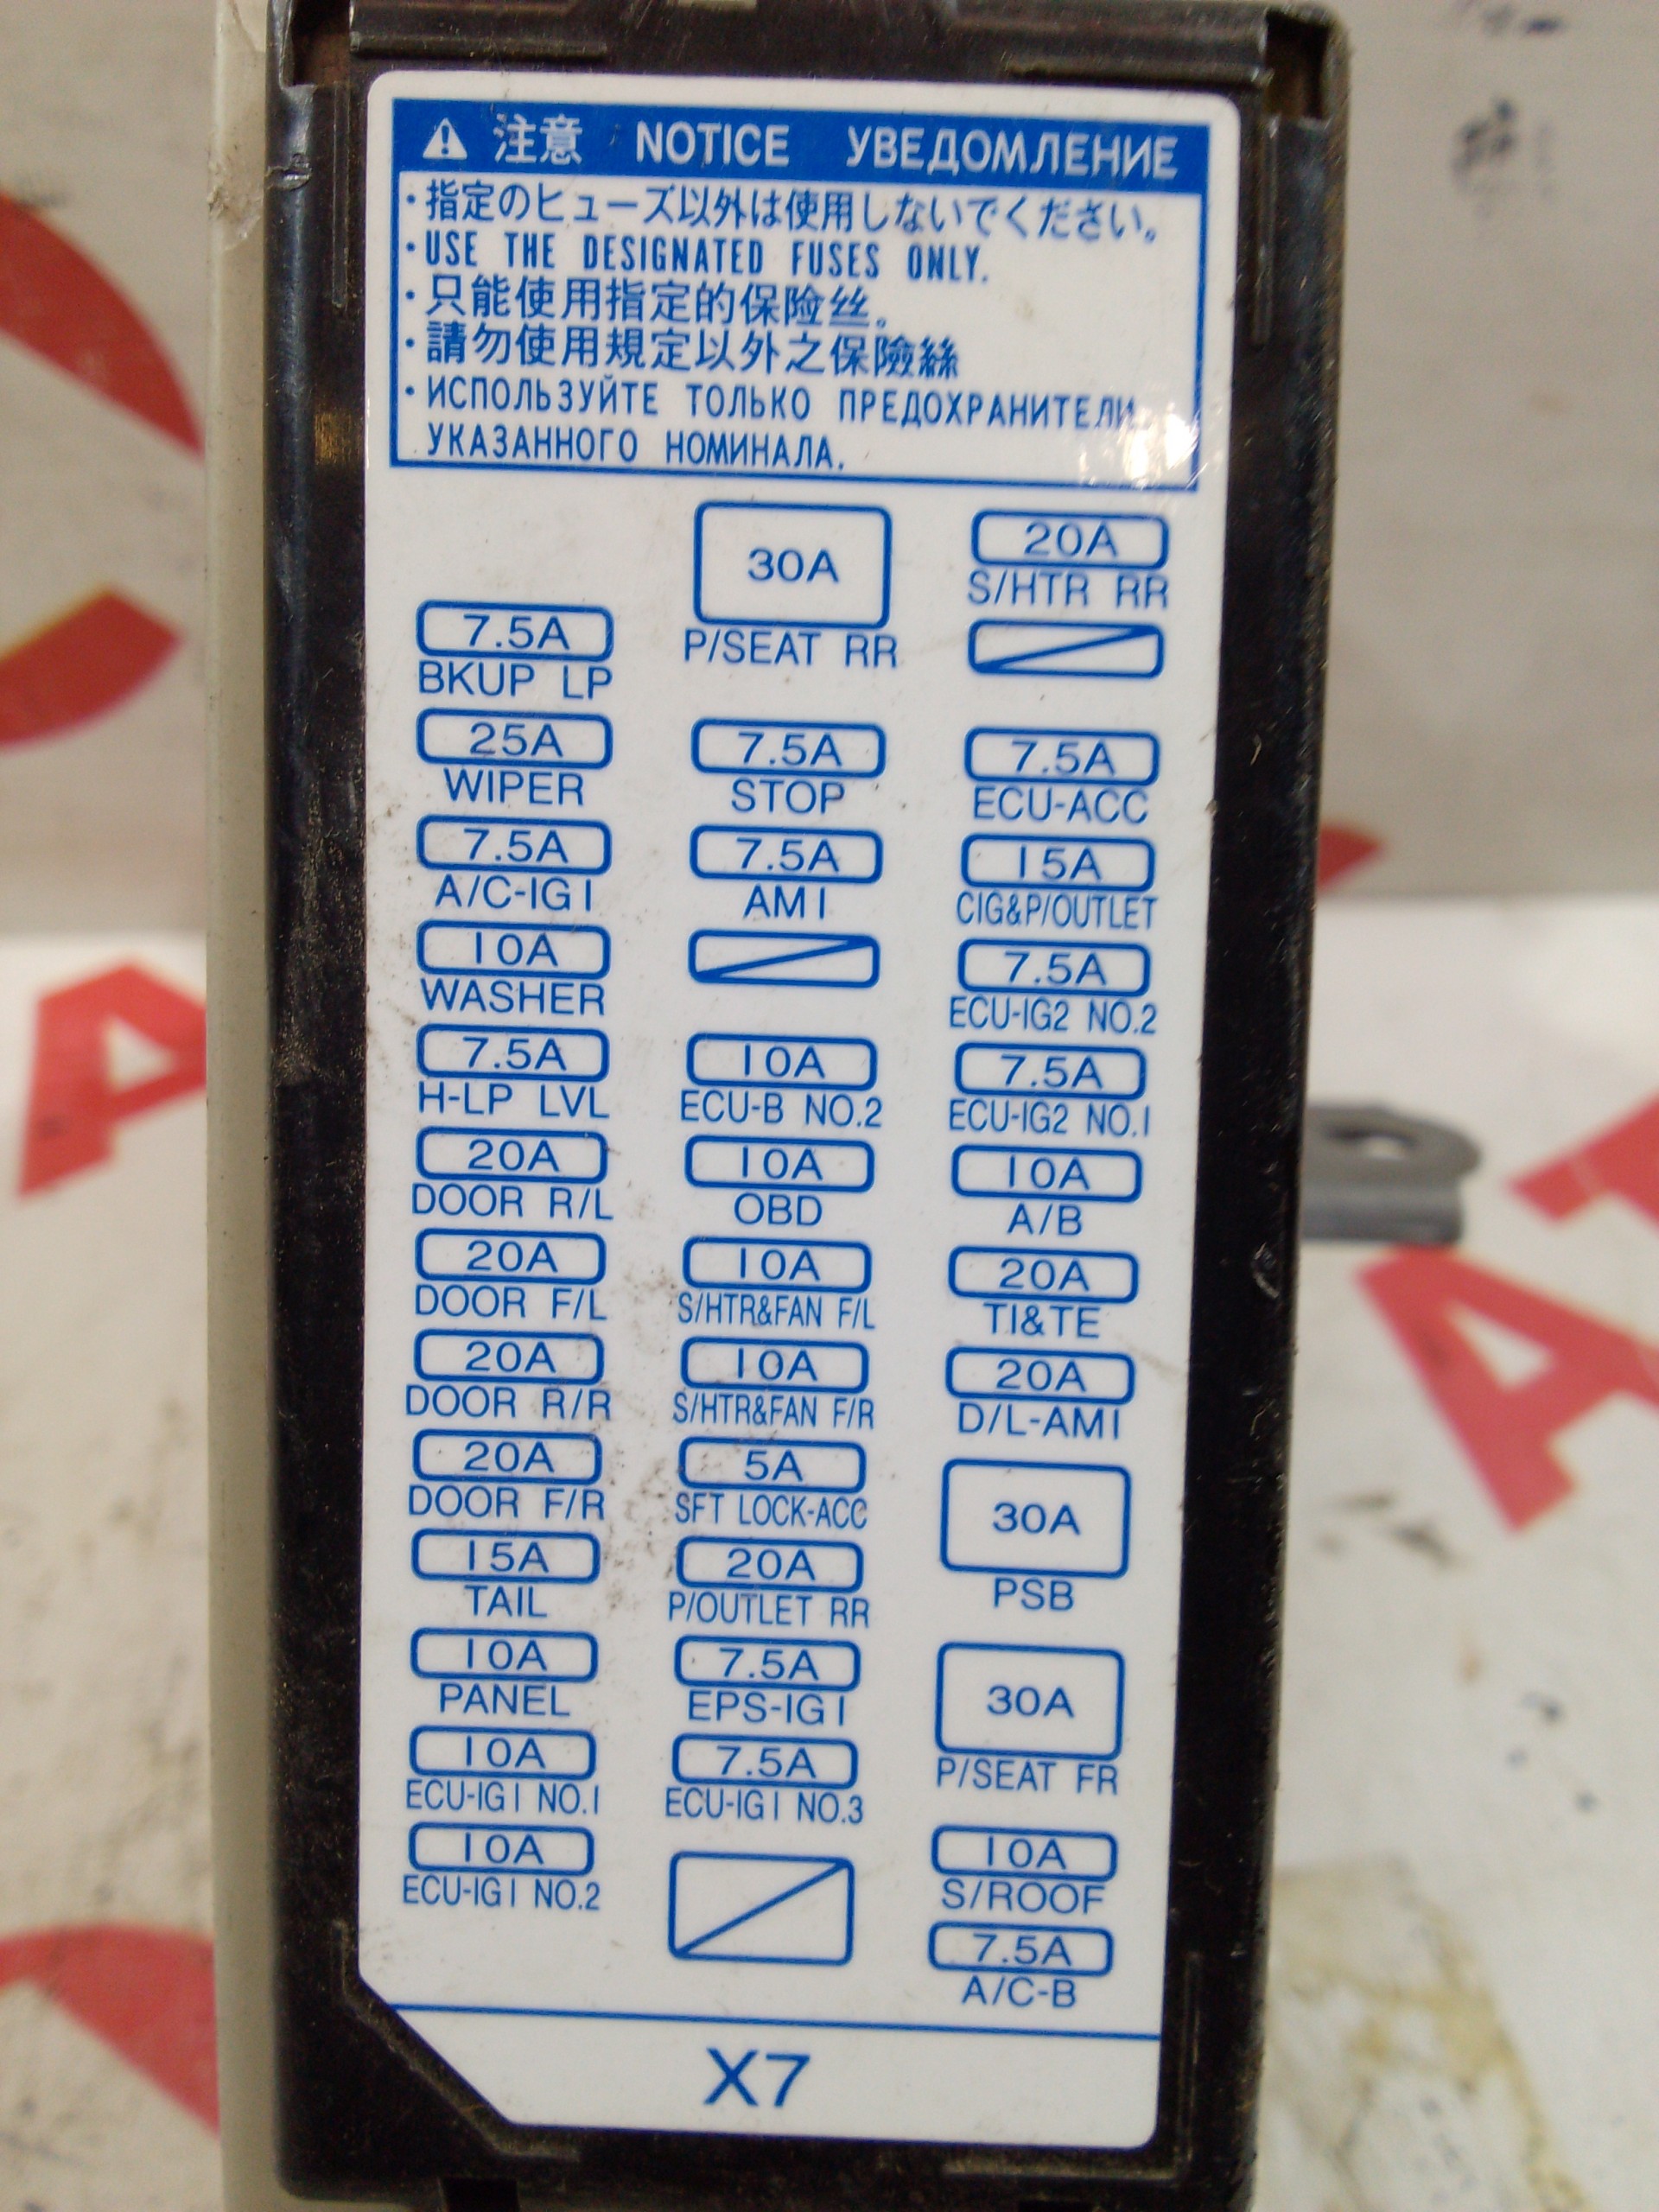 注意 NOTICE УВЕДОМЛЕНИЕ
・指定のヒューズ以外は使用しないでください。
・USE THE DESIGNATED FUSES ONLY.
・只能使用指定的保险丝。
・請勿使用規定以外之保險絲
・ИСПОЛЬЗУЙТЕ ТОЛЬКО ПРЕДОХРАНИТЕЛИ
УКАЗАННОГО НОМИНАЛА.
7.5A
BKUP LP
25A
WIPER
7.5A
A/C-IG1
10A
WASHER
7.5A
H-LP LVL
20A
DOOR R/L
20A
DOOR F/L
20A
DOOR R/R
20A
DOOR F/R
15A
TAIL
10A
PANEL
10A
ECU-IG1 NO.1
10A
ECU-IG1 NO.2
30A
P/SEAT RR
7.5A
STOP
7.5A
AM1
10A
ECU-B NO.2
10A
OBD
10A
S/HTR&FAN F/L
10A
S/HTR&FAN F/R
5A
SFT LOCK-ACC
20A
P/OUTLET RR
7.5A
EPS-IG1
7.5A
ECU-IG1 NO.3
20A
S/HTR RR
7.5A
ECU-ACC
15A
CIG&P/OUTLET
7.5A
ECU-IG2 NO.2
7.5A
ECU-IG2 NO.1
10A
A/B
20A
TI&TE
20A
D/L-AM1
30A
PSB
30A
P/SEAT FR
10A
S/ROOF
7.5A
A/C-B
X7